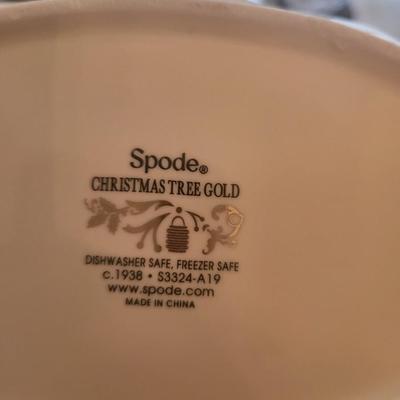 Spode®
CHRISTMAS TREE GOLD
DISHWASHER SAFE, FREEZER SAFE
c.1938 • S3324-A19
www.spode.com
MADE IN CHINA